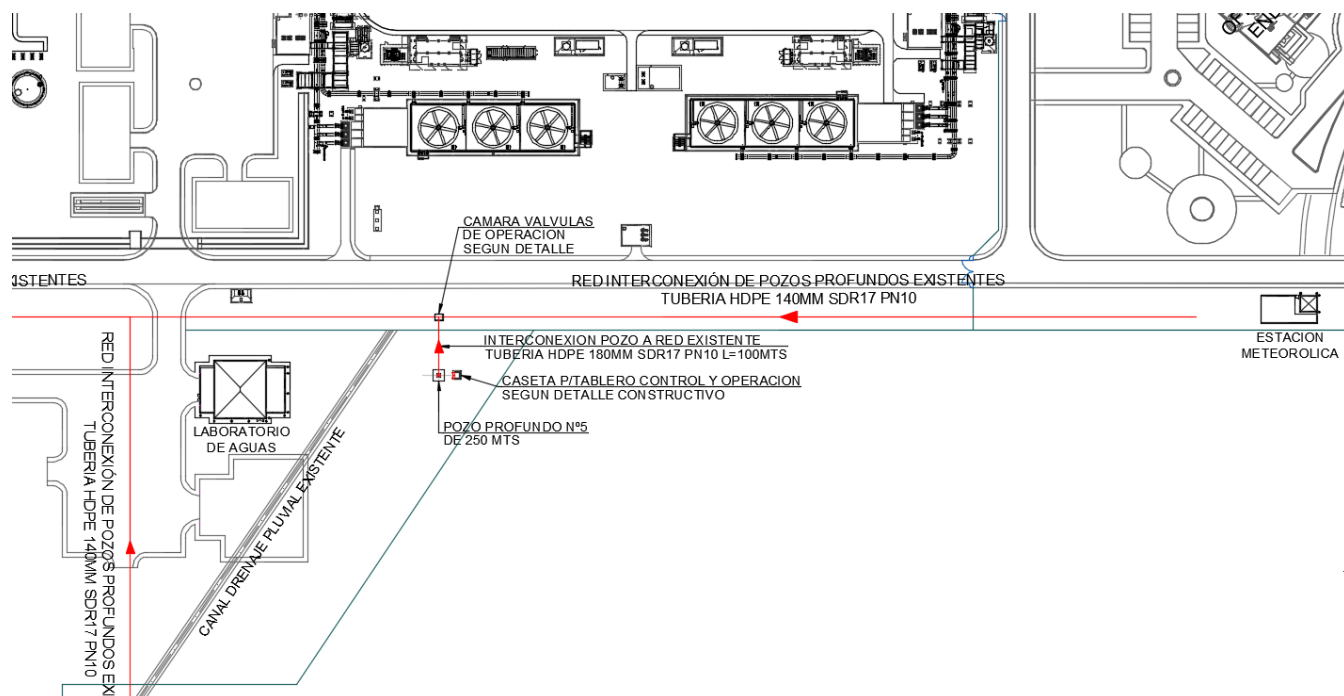 CAMARA VALVULAS
DE OPERACION
SEGUN DETALLE
ISTENTES
RED INTERCONEXIÓN DE POZOS PROFUNDOS EXISTENTES
TUBERIA HDPE 140MM SDR17 PN10
INTERCONEXION POZO A RED EXISTENTE
TUBERIA HDPE 180MM SDR17 PN10 L=100MTS
ESTACION
METEOROLICA
CASETA P/TABLERO CONTROL Y OPERACION
SEGUN DETALLE CONSTRUCTIVO
POZO PROFUNDO Nº5
DE 250 MTS
LABORATORIO
DE AGUAS
CANAL DRENAJE PLUVIAL EXISTENTE
RED INTERCONEXIÓN DE POZOS PROFUNDOS EXI
TUBERIA HDPE 140MM SDR17 PN10